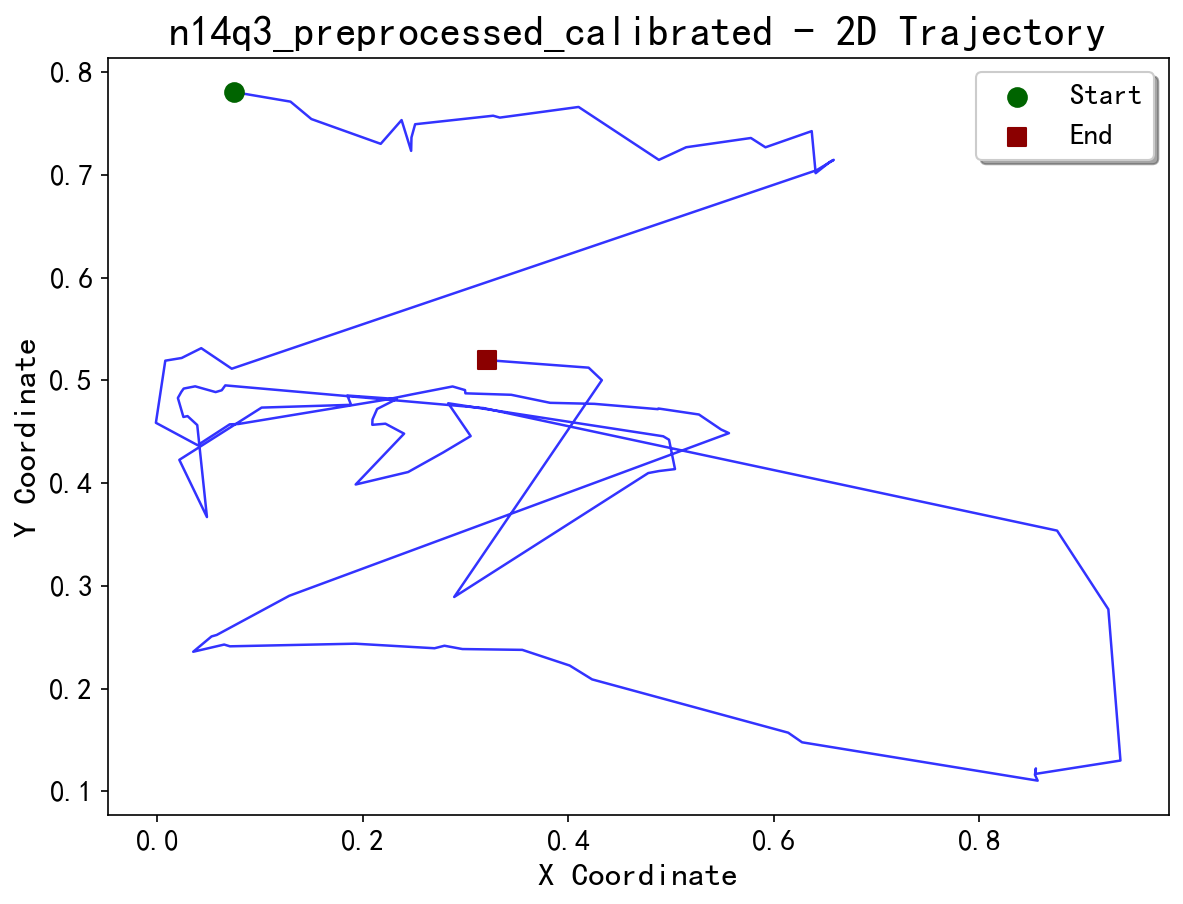 n14q3_preprocessed_calibrated - 2D Trajectory
Start
End
Y Coordinate
0.8
0.7
0.6
0.5
0.4
0.3
0.2
0.1
0.0 0.2 0.4 0.6 0.8
X Coordinate